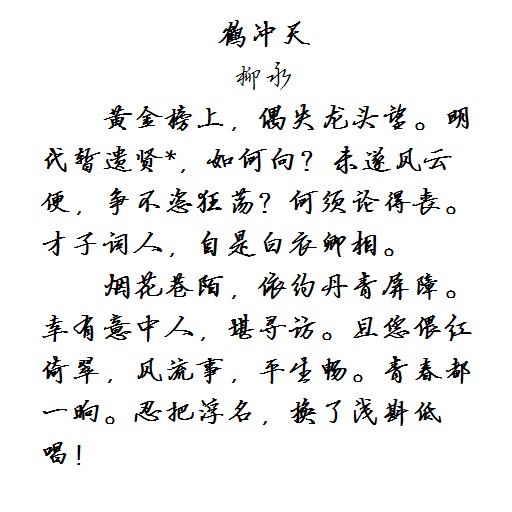 鹤冲天
柳永
黄金榜上，偶失龙头望。明
代暂遗贤*，如何向？未遂风云
便，争不恣狂荡？何须论得丧。
才子词人，自是白衣卿相。
烟花巷陌，依约丹青屏障。
幸有意中人，堪寻访。且恁偎红
倚翠，风流事，平生畅。青春都
一晌。忍把浮名，换了浅斟低
唱！